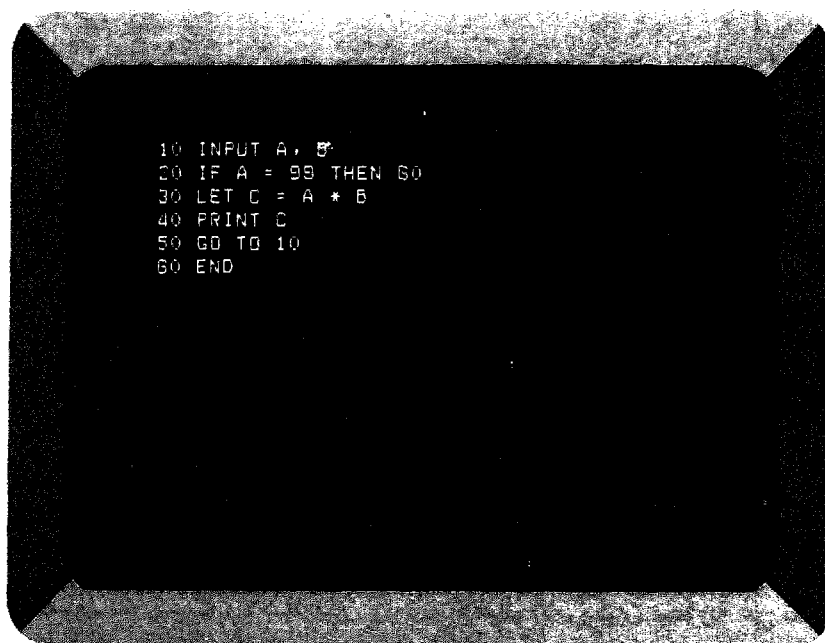 10 INPUT A, B
20 IF A = 99 THEN 60
30 LET C = A * B
40 PRINT C
50 GO TO 10
60 END